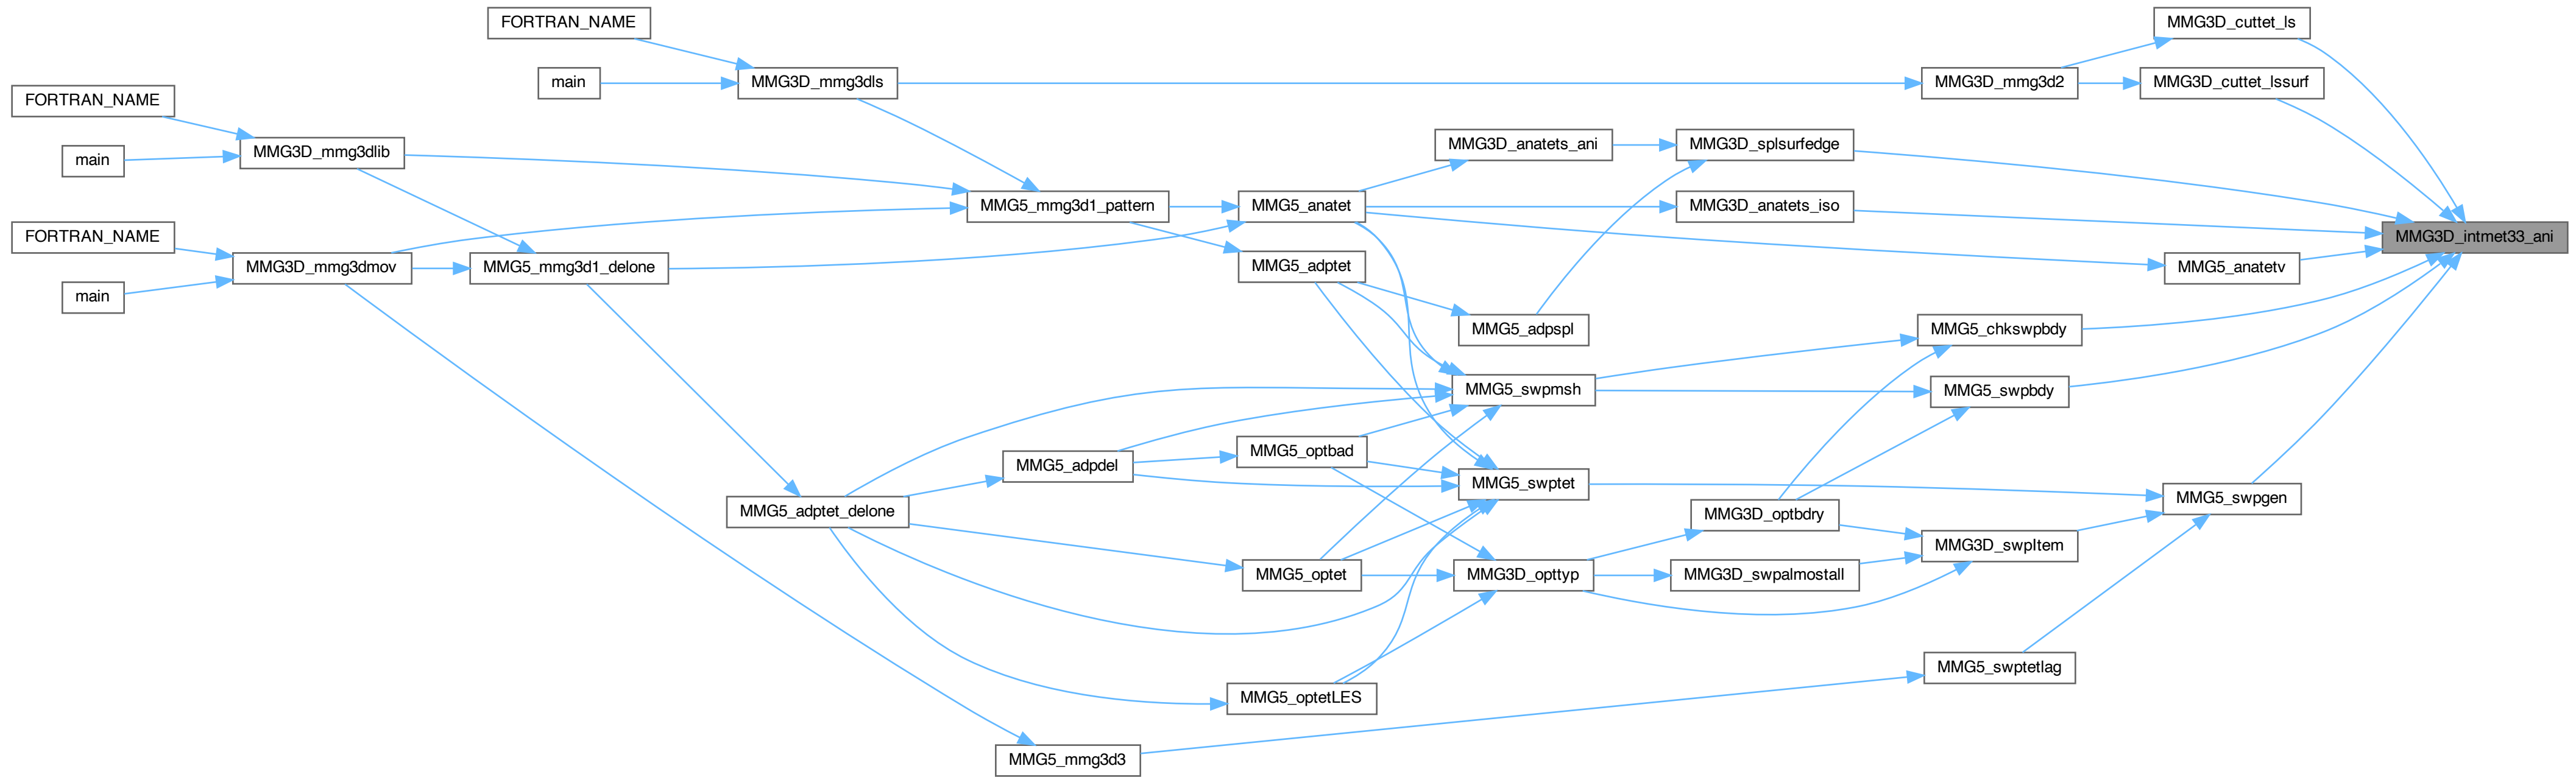 FORTRAN_NAME
MMG3D_cuttet_ls
main
MMG3D_mmg3dls
MMG3D_mmg3d2
MMG3D_cuttet_lssurf
FORTRAN_NAME
main
MMG3D_mmg3dlib
MMG3D_anatets_ani
MMG3D_splsurfedge
MMG5_mmg3d1_pattern
MMG5_anatet
MMG3D_anatets_iso
FORTRAN_NAME
MMG3D_intmet33_ani
MMG3D_mmg3dmov
MMG5_mmg3d1_delone
MMG5_adptet
MMG5_anatetv
main
MMG5_adpspl
MMG5_chkswpbdy
MMG5_swpmsh
MMG5_swpbdy
MMG5_adpdel
MMG5_optbad
MMG5_swptet
MMG5_swpgen
MMG5_adptet_delone
MMG3D_optbdry
MMG3D_swpItem
MMG5_optet
MMG3D_opttyp
MMG3D_swpalmostall
MMG5_swptetlag
MMG5_optetLES
MMG5_mmg3d3